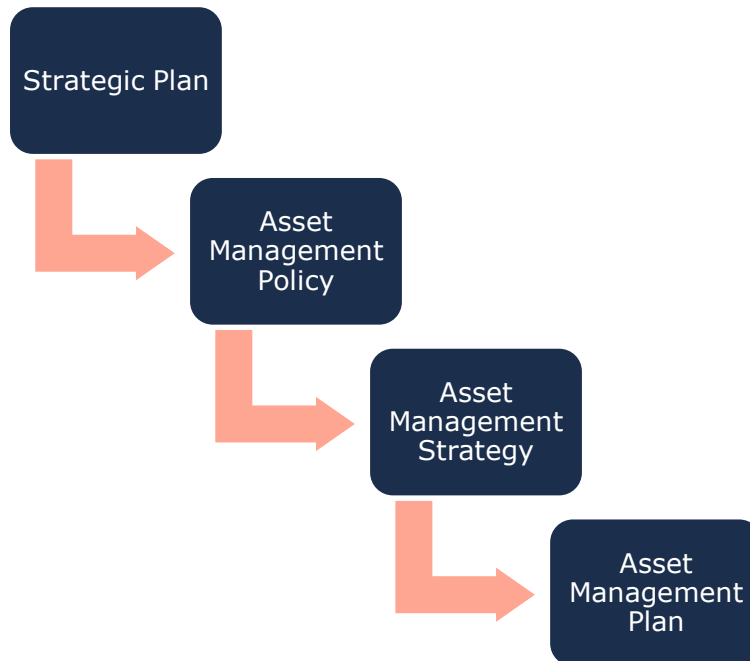 Strategic Plan
Asset
Management
Policy
Asset
Management
Strategy
Asset
Management
Plan